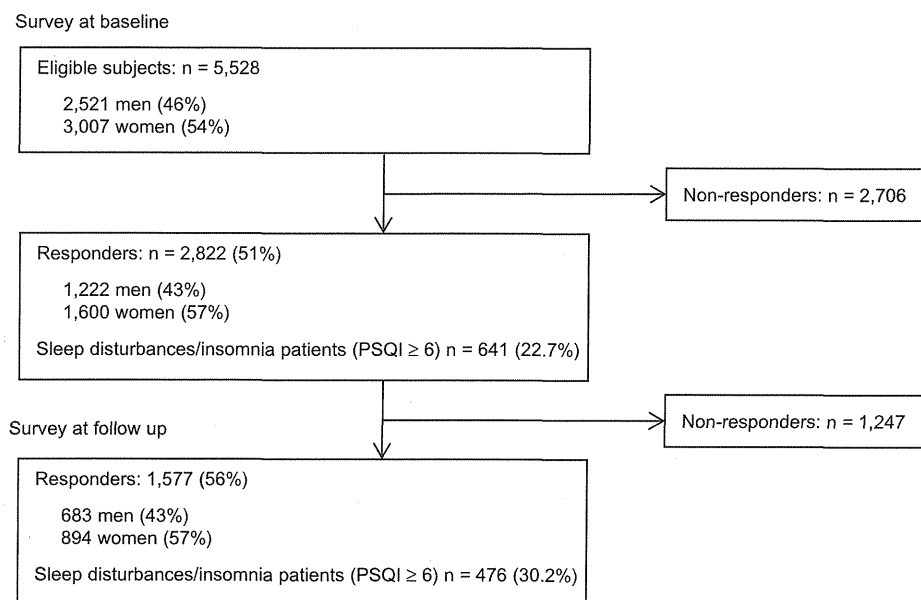 Survey at baseline
Eligible subjects: n = 5,528
2,521 men (46%)
3,007 women (54%)
Non-responders: n = 2,706
Responders: n = 2,822 (51%)
1,222 men (43%)
1,600 women (57%)
Sleep disturbances/insomnia patients (PSQI ≥ 6) n = 641 (22.7%)
Non-responders: n = 1,247
Survey at follow up
Responders: 1,577 (56%)
683 men (43%)
894 women (57%)
Sleep disturbances/insomnia patients (PSQI ≥ 6) n = 476 (30.2%)